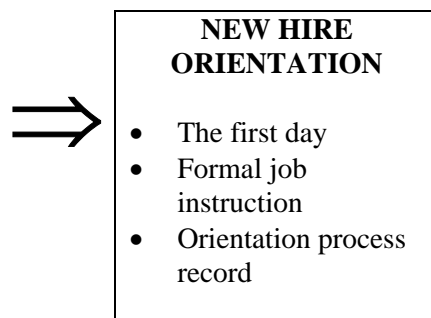 NEW HIRE
ORIENTATION
• The first day
• Formal job
instruction
• Orientation process
record